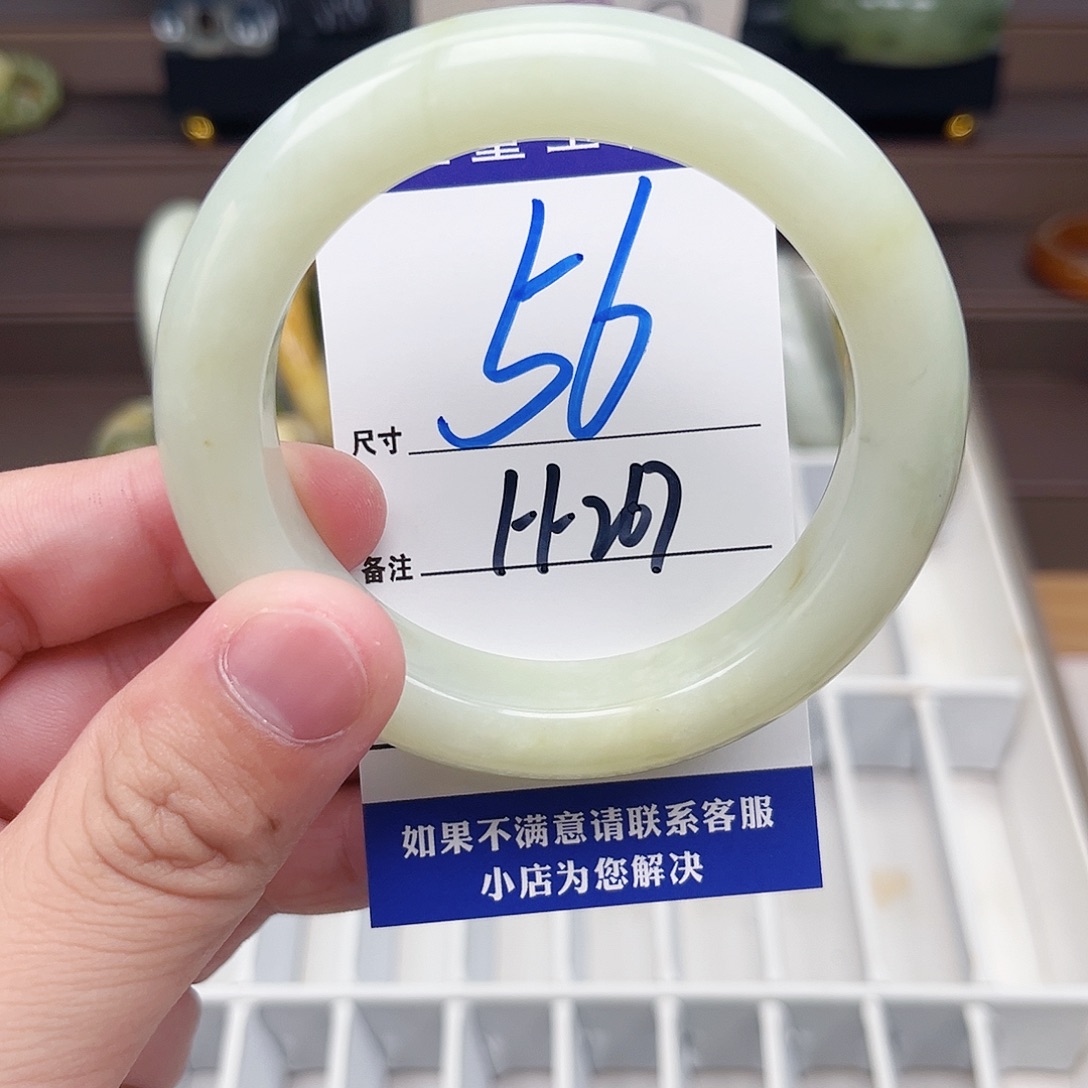 尺寸 56
备注 H-207
如果不满意请联系客服
小店为您解决